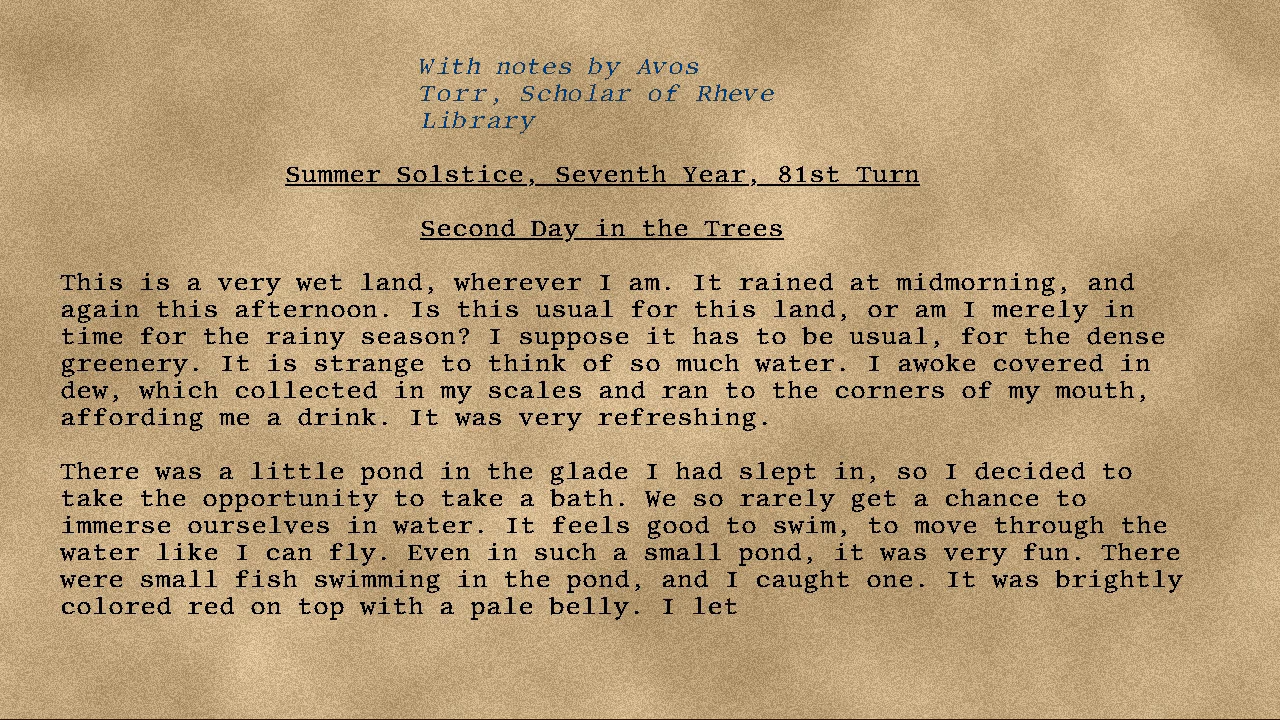 With notes by Avos
Torr, Scholar of Rheve
Library
Summer Solstice, Seventh Year, 81st Turn
Second Day in the Trees
This is a very wet land, wherever I am. It rained at midmorning, and
again this afternoon. Is this usual for this land, or am I merely in
time for the rainy season? I suppose it has to be usual, for the dense
greenery. It is strange to think of so much water. I awoke covered in
dew, which collected in my scales and ran to the corners of my mouth,
affording me a drink. It was very refreshing.
There was a little pond in the glade I had slept in, so I decided to
take the opportunity to take a bath. We so rarely get a chance to
immerse ourselves in water. It feels good to swim, to move through the
water like I can fly. Even in such a small pond, it was very fun. There
were small fish swimming in the pond, and I caught one. It was brightly
colored red on top with a pale belly. I let